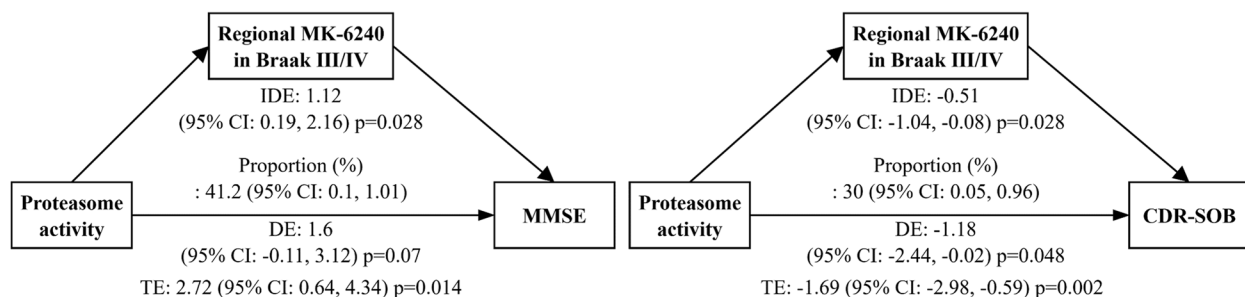 Regional MK-6240
in Braak III/IV
IDE: 1.12
(95% CI: 0.19, 2.16) p=0.028
Proportion (%)
: 41.2 (95% CI: 0.1, 1.01)
Proteasome
activity
MMSE
DE: 1.6
(95% CI: -0.11, 3.12) p=0.07
TE: 2.72 (95% CI: 0.64, 4.34) p=0.014
Regional MK-6240
in Braak III/IV
IDE: -0.51
(95% CI: -1.04, -0.08) p=0.028
Proportion (%)
: 30 (95% CI: 0.05, 0.96)
Proteasome
activity
CDR-SOB
DE: -1.18
(95% CI: -2.44, -0.02) p=0.048
TE: -1.69 (95% CI: -2.98, -0.59) p=0.002